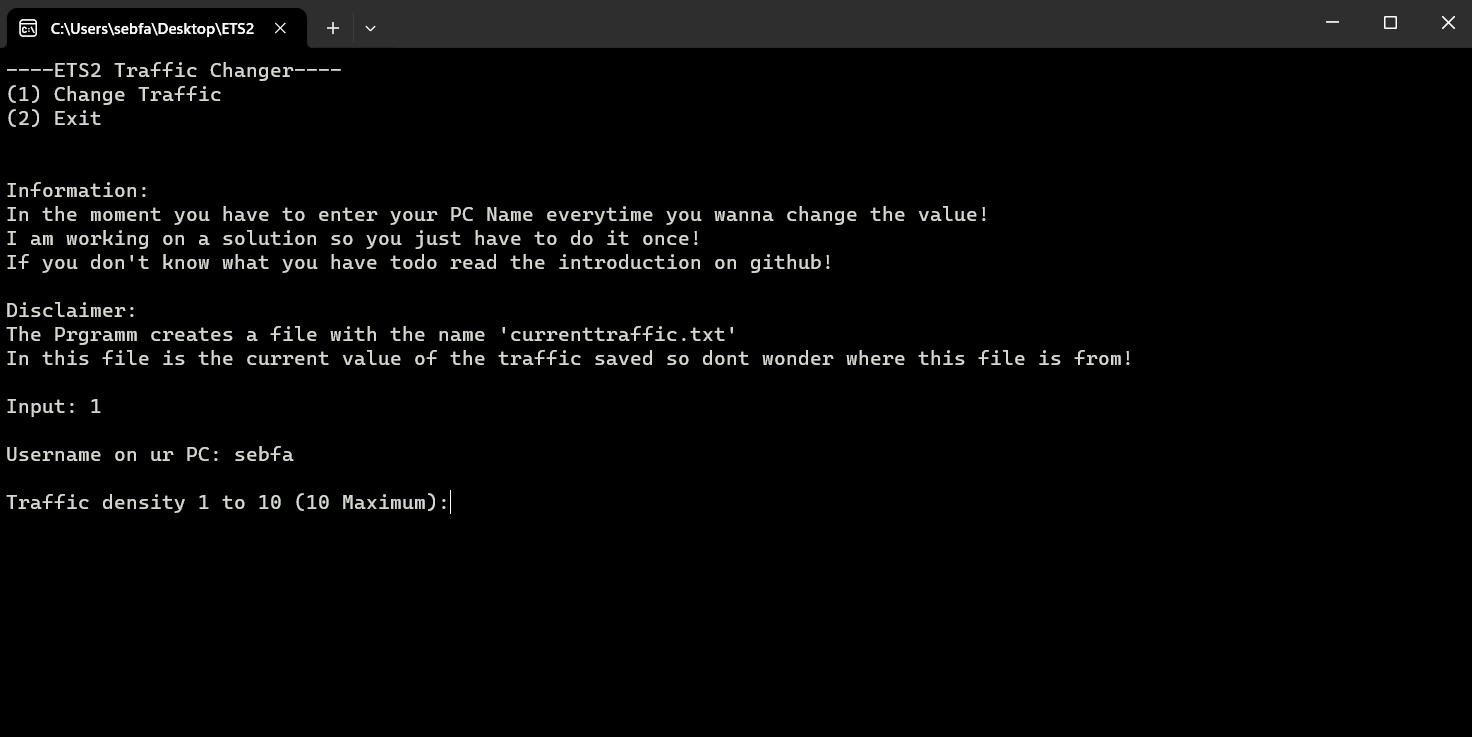 C:\Users\sebfa\Desktop\ETS2
----ETS2 Traffic Changer----
(1) Change Traffic
(2) Exit
Information:
In the moment you have to enter your PC Name everytime you wanna change the value!
I am working on a solution so you just have to do it once!
If you don't know what you have todo read the introduction on github!
Disclaimer:
The Prgramm creates a file with the name 'currenttraffic.txt'
In this file is the current value of the traffic saved so dont wonder where this file is from!
Input: 1
Username on ur PC: sebfa
Traffic density 1 to 10 (10 Maximum):